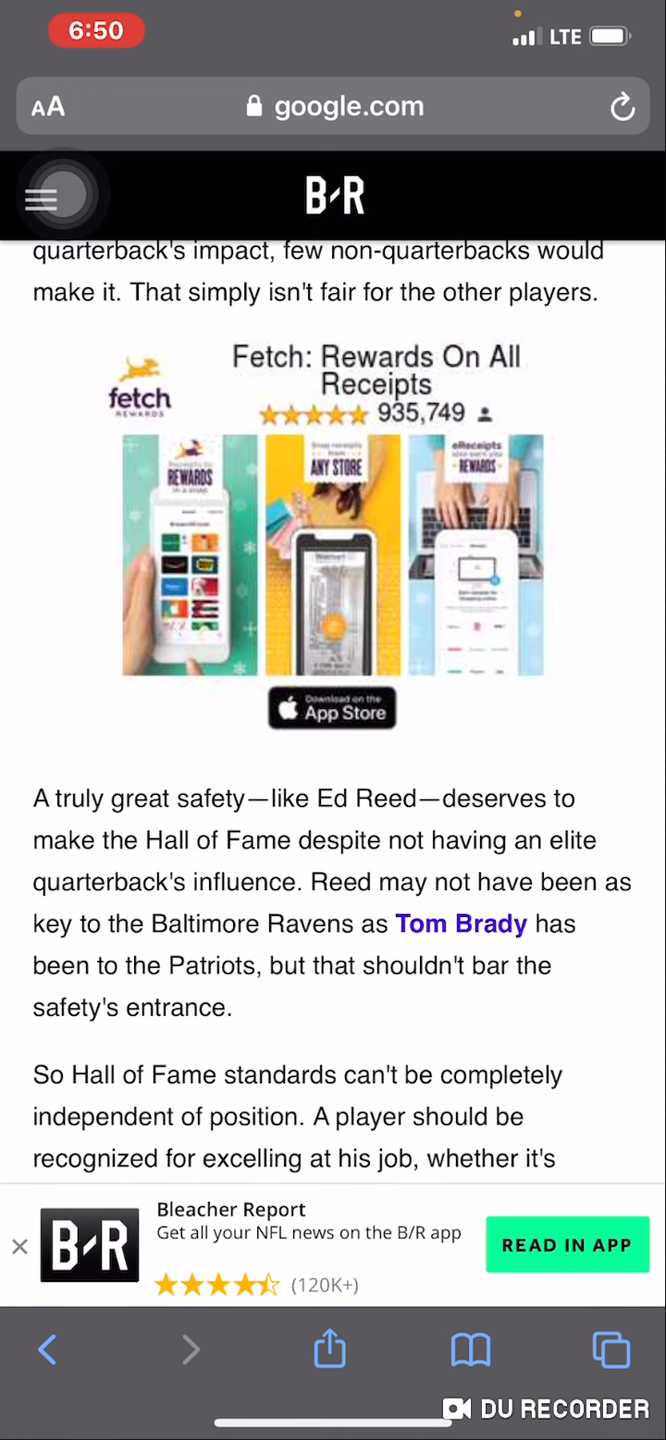 6:50
LTE
AA
google.com
B/R
quarterback's impact, few non-quarterbacks would
make it. That simply isn't fair for the other players.
Fetch: Rewards On All
Receipts
fetch
REWARDS
935,749
REWARDS
ANY STORE
eReceipts
REWARDS
Download on the
App Store
A truly great safety—like Ed Reed—deserves to
make the Hall of Fame despite not having an elite
quarterback's influence. Reed may not have been as
key to the Baltimore Ravens as Tom Brady has
been to the Patriots, but that shouldn't bar the
safety's entrance.
So Hall of Fame standards can't be completely
independent of position. A player should be
recognized for excelling at his job, whether it's
B/R
Bleacher Report
Get all your NFL news on the B/R app
(120K+)
READ IN APP
DU RECORDER